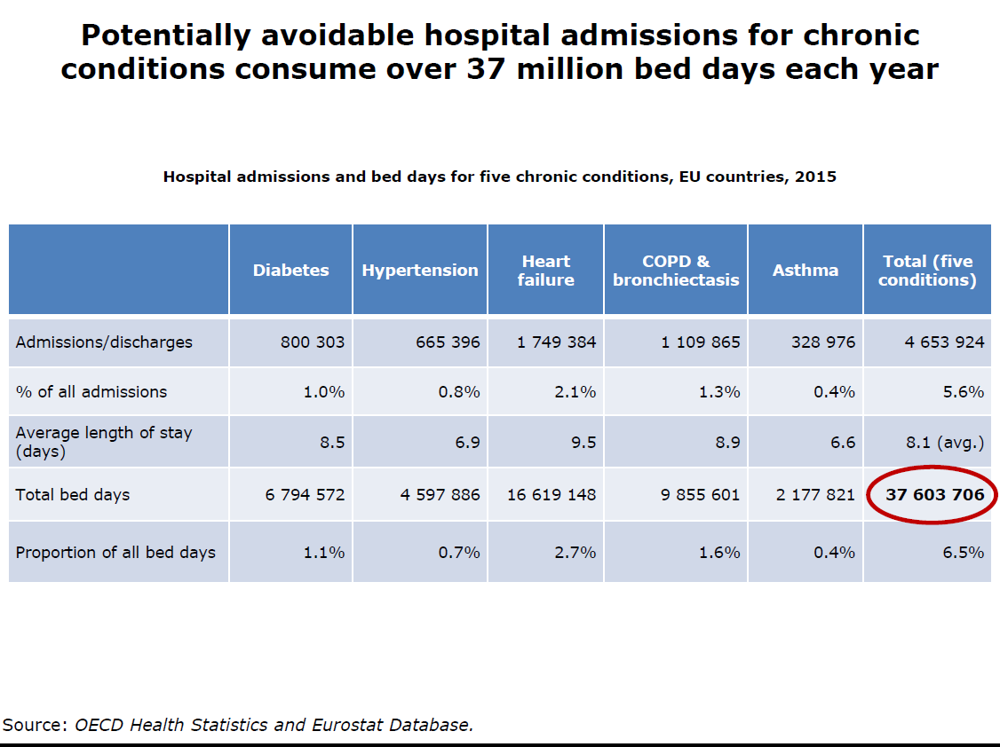 Potentially avoidable hospital admissions for chronic
conditions consume over 37 million bed days each year
Hospital admissions and bed days for five chronic conditions, EU countries, 2015
Diabetes Hypertension Heart failure COPD & bronchiectasis Asthma Total (five conditions)
Admissions/discharges 800 303 665 396 1 749 384 1 109 865 328 976 4 653 924
% of all admissions 1.0% 0.8% 2.1% 1.3% 0.4% 5.6%
Average length of stay (days) 8.5 6.9 9.5 8.9 6.6 8.1 (avg.)
Total bed days 6 794 572 4 597 886 16 619 148 9 855 601 2 177 821 37 603 706
Proportion of all bed days 1.1% 0.7% 2.7% 1.6% 0.4% 6.5%
Source: OECD Health Statistics and Eurostat Database.